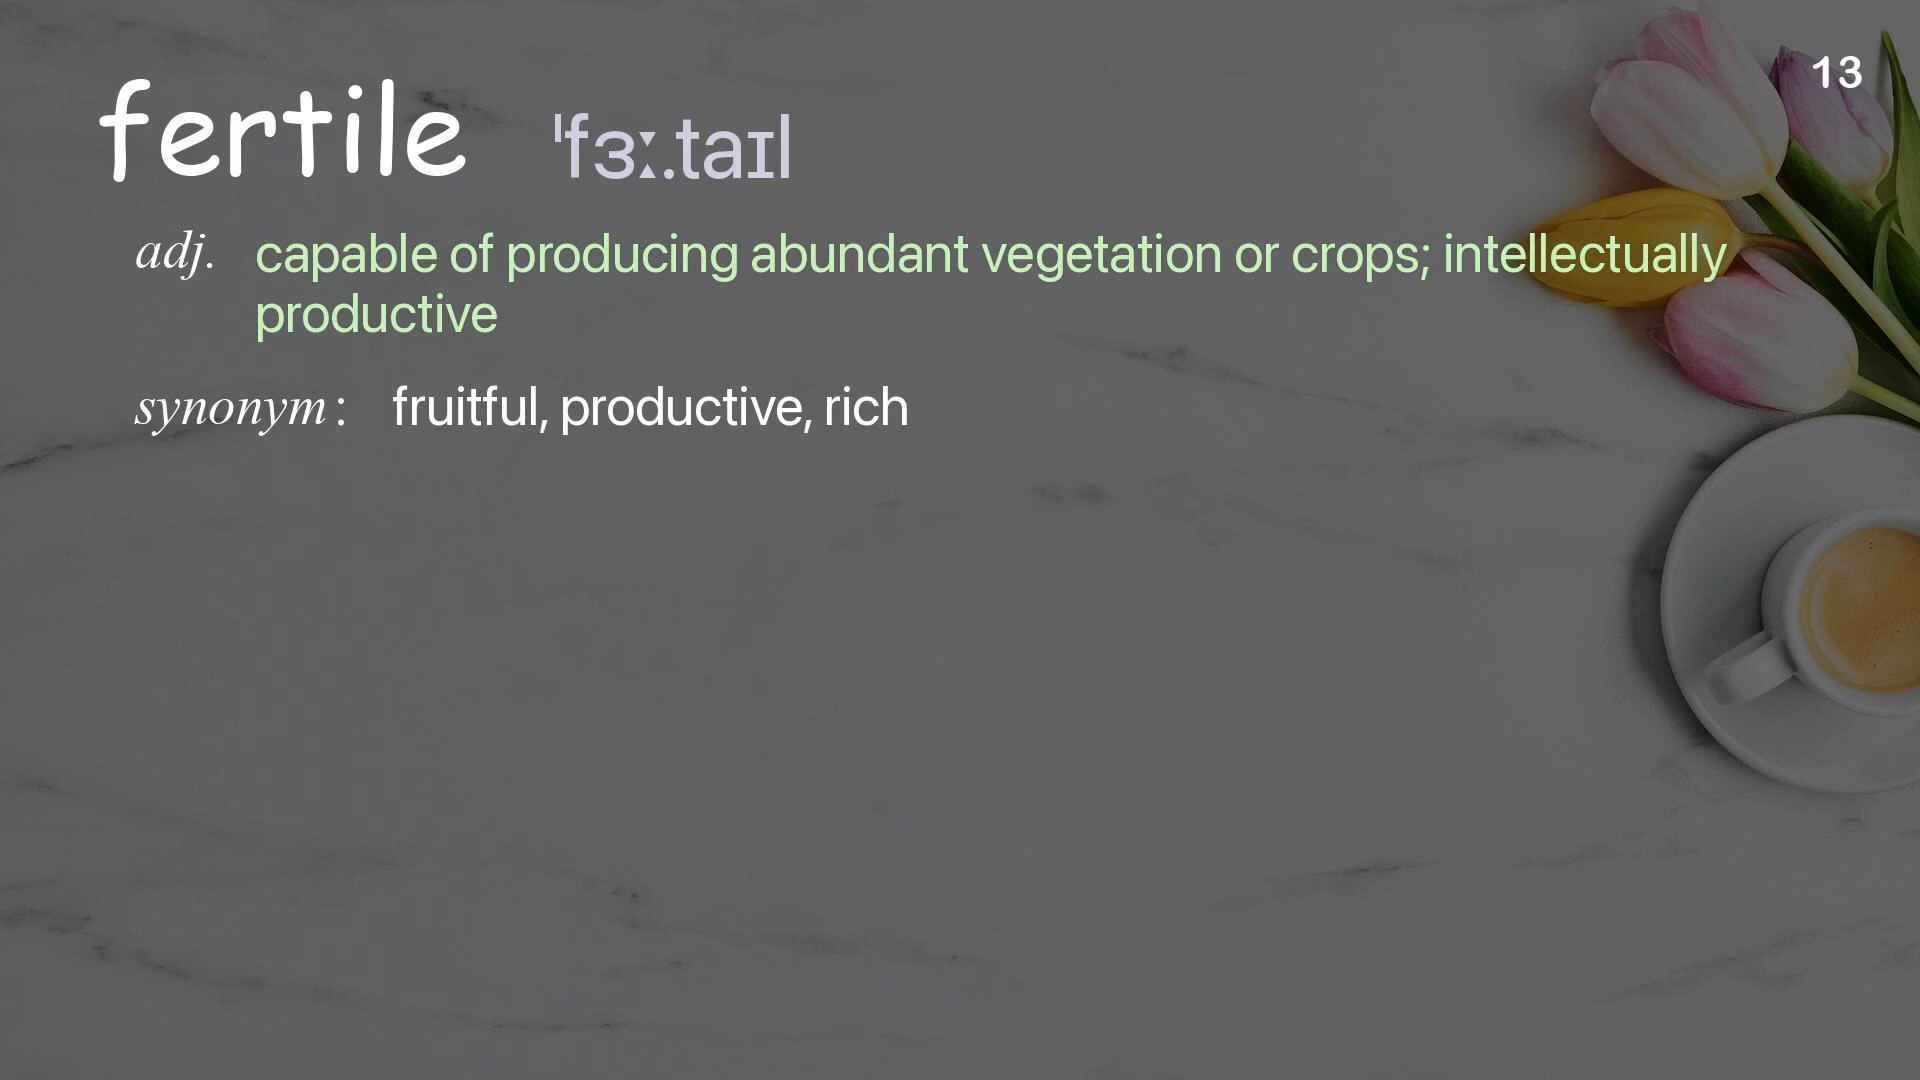 13
fertile ˈfɜː.taɪl
adj. capable of producing abundant vegetation or crops; intellectually
productive
synonym: fruitful, productive, rich